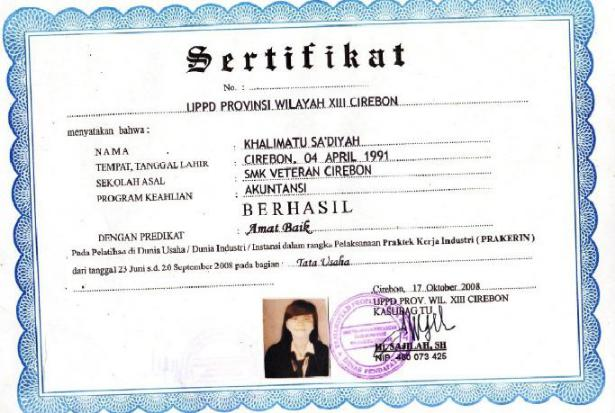 Sertifikat
No. :
UPPD PROVINSI WILAYAH XIII CIREBON
menyatakan bahwa :
NAMA : KHALIMATU SA'DIYAH
TEMPAT, TANGGAL LAHIR : CIREBON, 04 APRIL 1991
SEKOLAH ASAL : SMK VETERAN CIREBON
PROGRAM KEAHLIAN : AKUNTANSI
BERHASIL
DENGAN PREDIKAT : Amat Baik
Pada Pelatihan di Dunia Usaha / Dunia Industri / Instansi dalam rangka Pelaksanaan Praktek Kerja Industri ( PRAKERIN )
dari tanggal 23 Juni s.d. 20 September 2008 pada bagian : Tata Usaha
Cirebon, 17 Oktober 2008
UPPD PROV. WIL. XIII CIREBON
KASUBAG TU
SH
NIP. 480 073 425